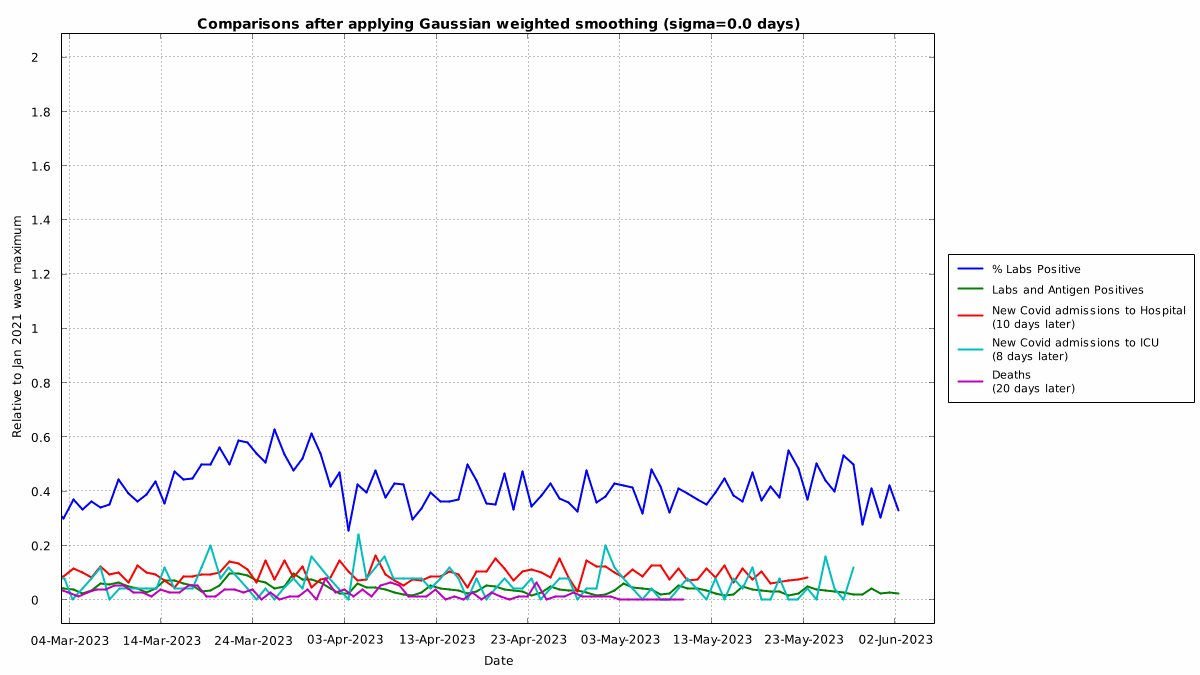 Comparisons after applying Gaussian weighted smoothing (sigma=0.0 days)
Relative to Jan 2021 wave maximum
2
1.8
1.6
1.4
1.2
1
0.8
0.6
0.4
0.2
0
04-Mar-2023 14-Mar-2023 24-Mar-2023 03-Apr-2023 13-Apr-2023 23-Apr-2023 03-May-2023 13-May-2023 23-May-2023 02-Jun-2023
Date
% Labs Positive
Labs and Antigen Positives
New Covid admissions to Hospital
(10 days later)
New Covid admissions to ICU
(8 days later)
Deaths
(20 days later)